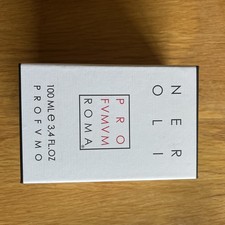 NER
OLI
PRO
FVMVM
ROMA®
100 ML ℮ 3.4 FL.OZ
PROFVMO